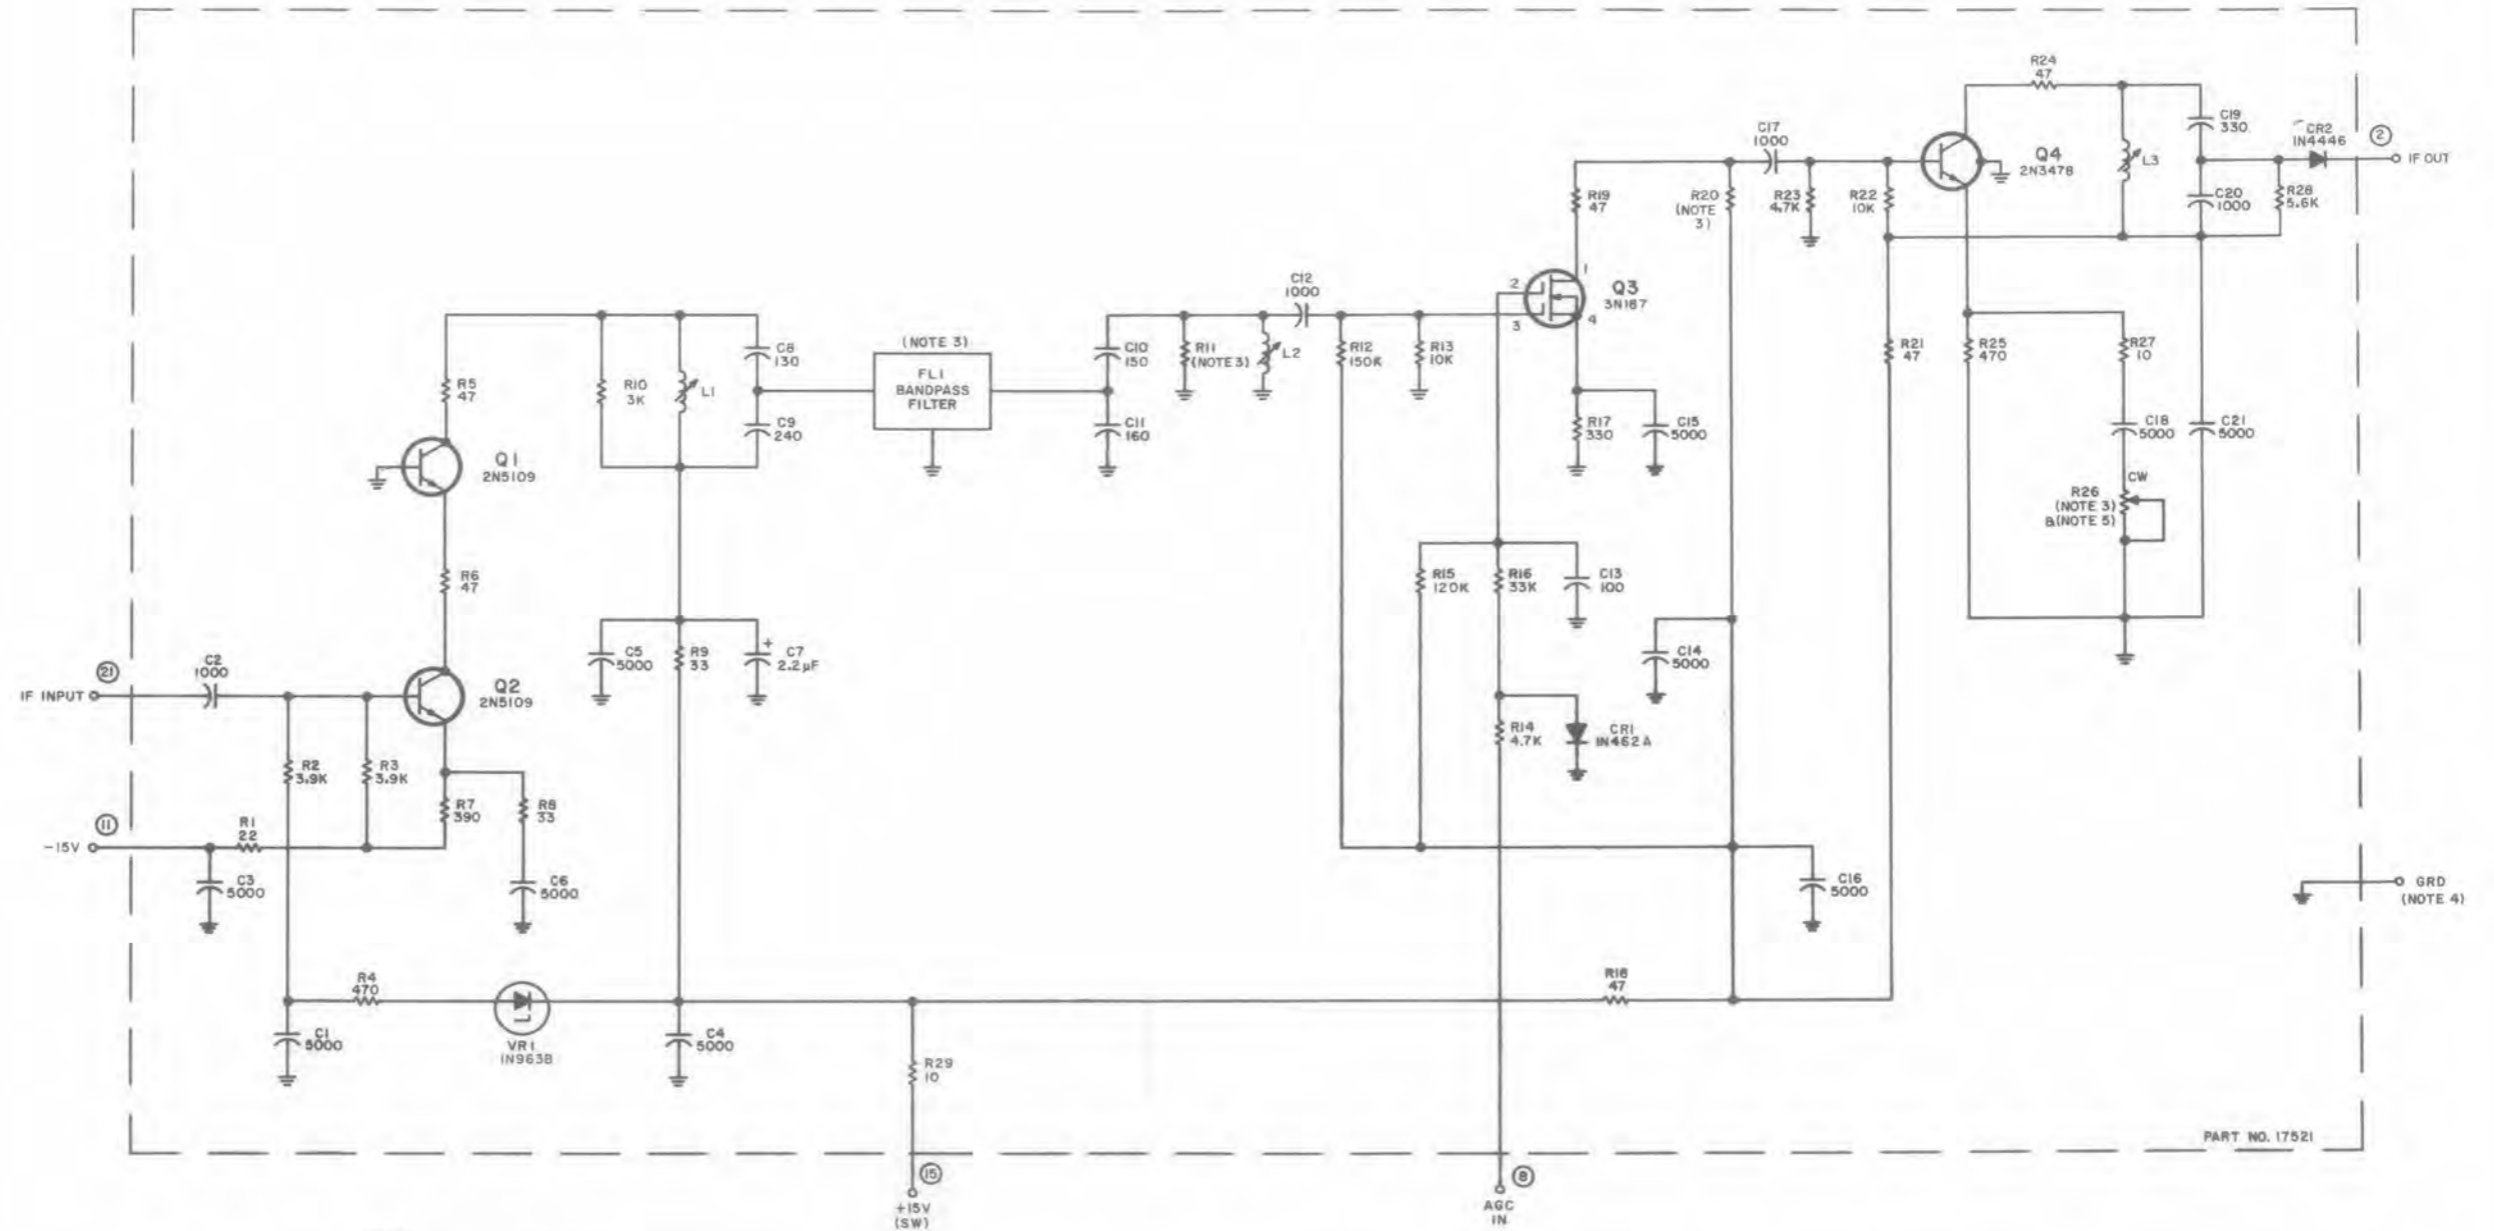 R24
47
C19
330
CR2
1N4446
2
IF OUT
C17
1000
Q4
2N3478
L3
R19
47
R20
(NOTE
3)
R23
4.7K
R22
10K
C20
1000
R28
5.6K
C12
1000
2
1
3
4
Q3
3N187
(NOTE 3)
C8
130
R5
47
R10
3K
L1
FL1
BANDPASS
FILTER
C10
150
R11
(NOTE 3)
L2
R12
150K
R13
10K
R21
47
R25
470
R27
10
C9
240
C11
160
R17
330
C15
5000
C18
5000
C21
5000
Q1
2N5109
CW
R26
(NOTE 3)
&(NOTE 5)
R6
47
R15
120K
R16
33K
C13
100
C5
5000
R9
33
+
C7
2.2µF
C14
5000
21
IF INPUT
C2
1000
Q2
2N5109
R14
4.7K
CR1
1N462A
R2
3.9K
R3
3.9K
R7
390
R8
33
11
-15V
R1
22
C3
5000
C6
5000
C16
5000
GRD
(NOTE 4)
R4
470
R18
47
C1
5000
VR1
1N963B
C4
5000
R29
10
PART NO. 17521
15
+15V
(SW)
8
AGC
IN